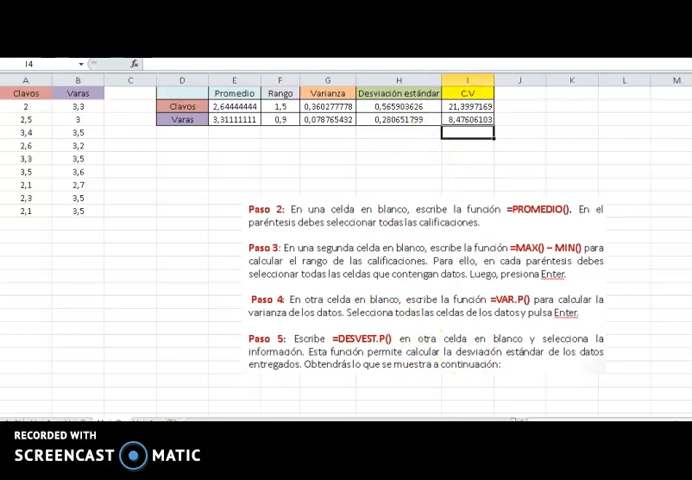 I4 fx
A B C D E F G H I J K L M
Clavos Varas Promedio Rango Varianza Desviación estándar C.V
2 3,3 Clavos 2,64444444 1,5 0,360277778 0,565903626 21,3997169
2,5 3 Varas 3,31111111 0,9 0,078765432 0,280651799 8,47606103
3,4 3,5
2,6 3,2
3,3 3,5
3,5 3,6
2,1 2,7
2,3 3,5
2,1 3,5
Paso 2: En una celda en blanco, escribe la función =PROMEDIO(). En el
paréntesis debes seleccionar todas las calificaciones.
Paso 3: En una segunda celda en blanco, escribe la función =MAX() – MIN() para
calcular el rango de las calificaciones. Para ello, en cada paréntesis debes
seleccionar todas las celdas que contengan datos. Luego, presiona Enter.
Paso 4: En otra celda en blanco, escribe la función =VAR.P() para calcular la
varianza de los datos. Selecciona todas las celdas de los datos y pulsa Enter.
Paso 5: Escribe =DESVEST.P() en otra celda en blanco y selecciona la
información. Esta función permite calcular la desviación estándar de los datos
entregados. Obtendrás lo que se muestra a continuación:
RECORDED WITH
SCREENCAST MATIC